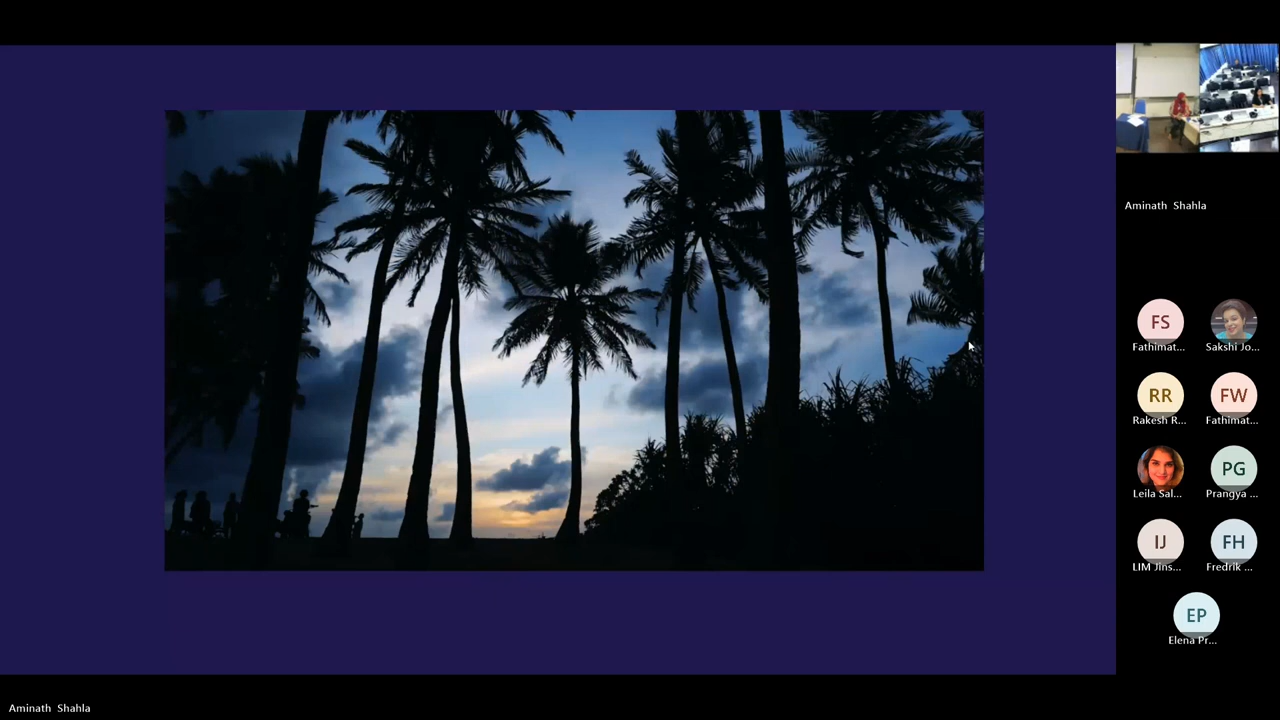 Aminath Shahla
FS
Fathimat...
Sakshi Jo...
RR
Rakesh R...
FW
Fathimat...
Leila Sal...
PG
Prangya ...
IJ
LIM Jins...
FH
Fredrik ...
EP
Elena Pr...
Aminath Shahla